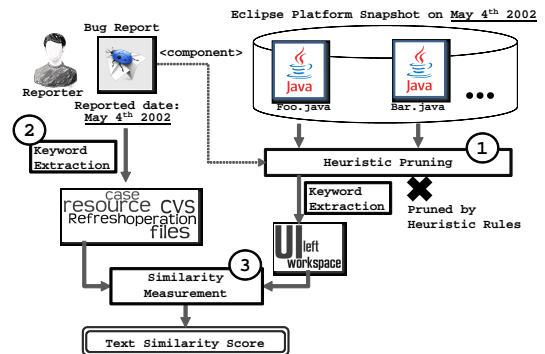 Eclipse Platform Snapshot on May 4th 2002
Bug Report
<component>
Reporter
Reported date:
May 4th 2002
Java
Foo.java
Java
Bar.java
...
2
Keyword
Extraction
1
Heuristic Pruning
Keyword
Extraction
Pruned by
Heuristic Rules
case
resource CVS
Refreshoperation
files
UI left
workspace
3
Similarity
Measurement
Text Similarity Score